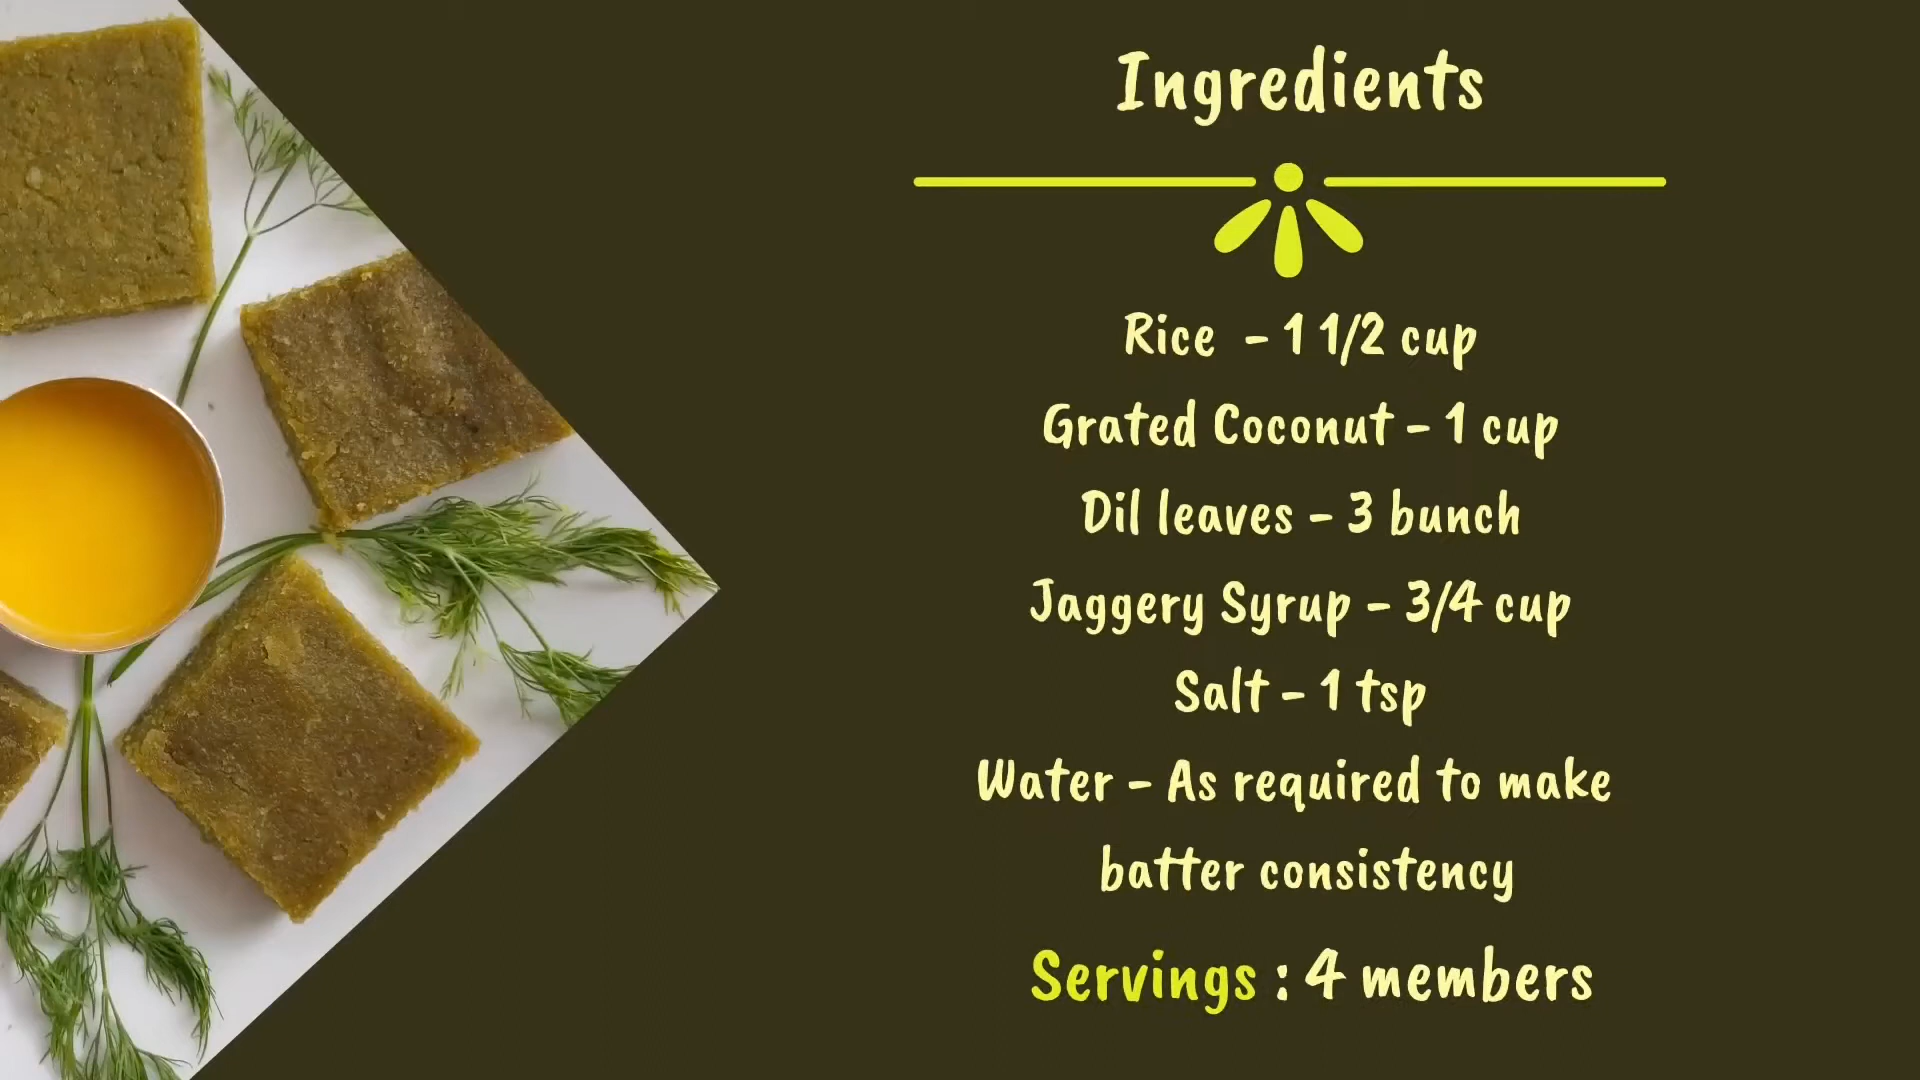 Ingredients
Rice - 1 1/2 cup
Grated Coconut - 1 cup
Dil leaves - 3 bunch
Jaggery Syrup - 3/4 cup
Salt - 1 tsp
Water - As required to make
batter consistency
Servings : 4 members